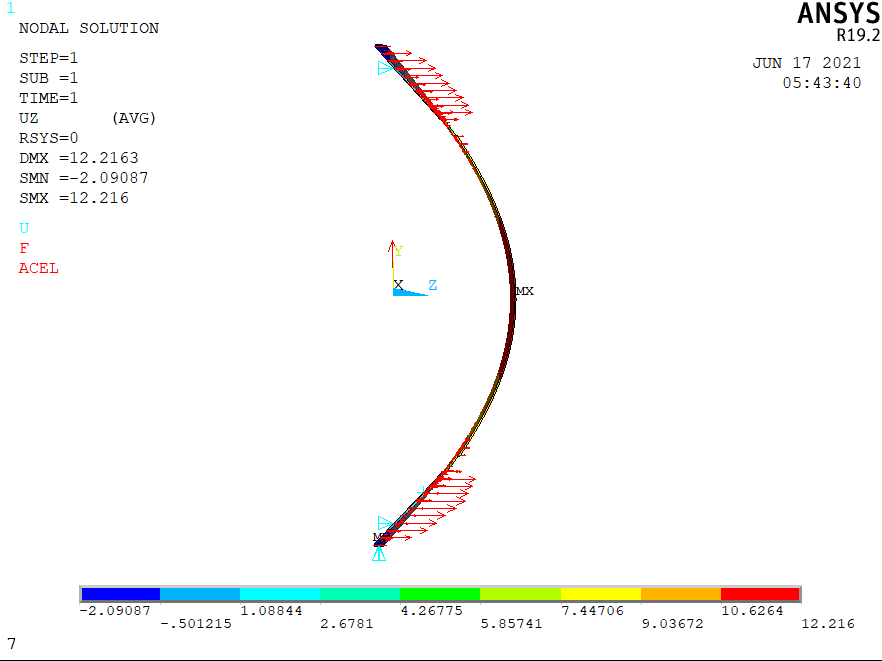 1
ANSYS
R19.2
NODAL SOLUTION
JUN 17 2021
05:43:40
STEP=1
SUB =1
TIME=1
UZ (AVG)
RSYS=0
DMX =12.2163
SMN =-2.09087
SMX =12.216
U
F
ACEL
Y
X
Z
MX
-2.09087
-.501215
1.08844
2.6781
4.26775
5.85741
7.44706
9.03672
10.6264
12.216
7